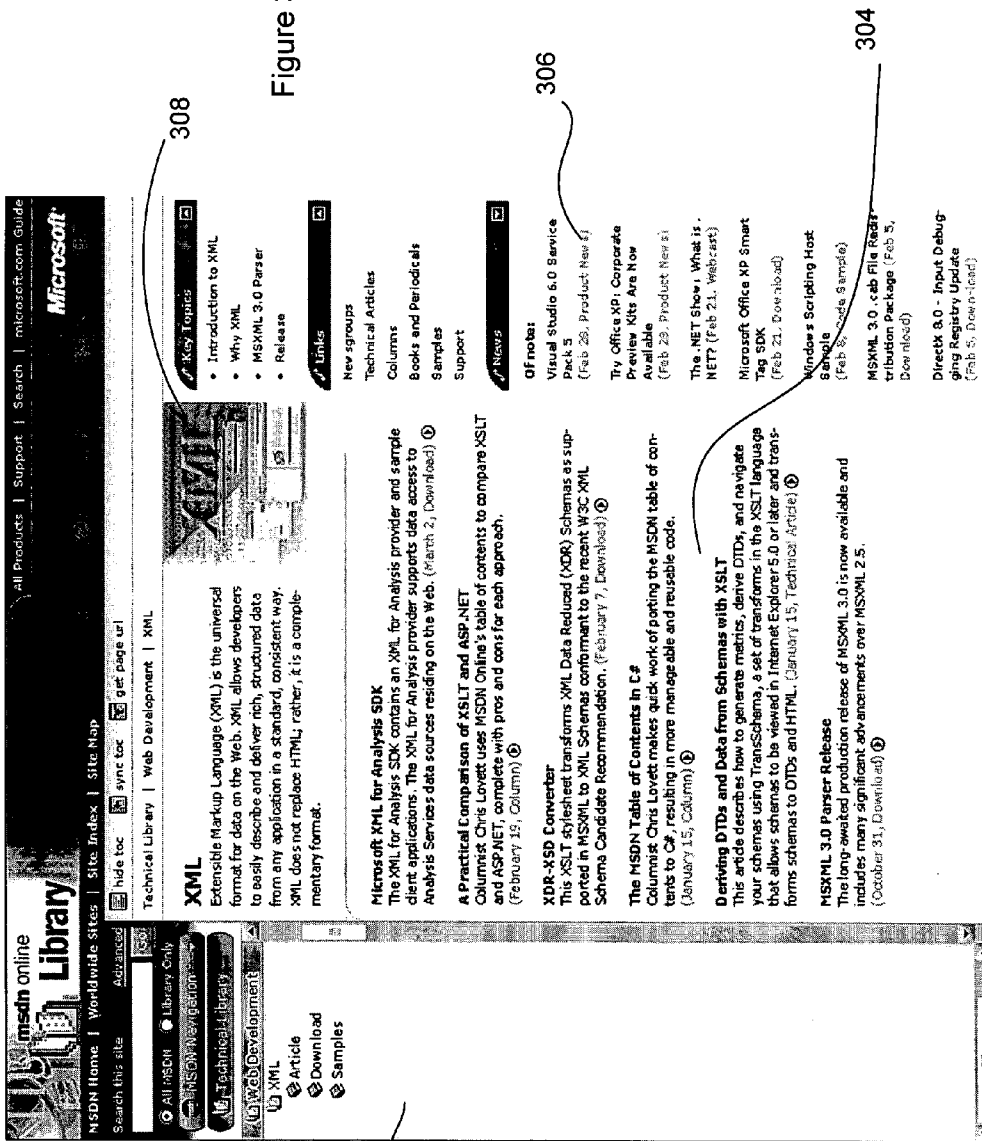 msdn online
Library
All Products | Support | Search | microsoft.com Guide
Microsoft
MSDN Home | Worldwide Sites | Site Index | Site Map
Search this site Advanced
Go!
All MSDN Library Only
MSDN Navigation
Technical Library
Web Development
XML
Article
Download
Samples
hide toc sync toc get page url
Technical Library | Web Development | XML
XML
Extensible Markup Language (XML) is the universal
format for data on the Web. XML allows developers
to easily describe and deliver rich, structured data
from any application in a standard, consistent way.
XML does not replace HTML; rather, it is a comple-
mentary format.
XML
Microsoft XML for Analysis SDK
The XML for Analysis SDK contains an XML for Analysis provider and sample
client applications. The XML for Analysis provider supports data access to
Analysis Services data sources residing on the Web. (March 2, Download)
A Practical Comparison of XSLT and ASP.NET
Columnist Chris Lovett uses MSDN Online's table of contents to compare XSLT
and ASP.NET, complete with pros and cons for each approach.
(February 19, Column)
XDR-XSD Converter
This XSLT stylesheet transforms XML Data Reduced (XDR) Schemas as sup-
ported in MSXML to XML Schemas conformant to the recent W3C XML
Schema Candidate Recommendation. (February 7, Download)
The MSDN Table of Contents in C#
Columnist Chris Lovett makes quick work of porting the MSDN table of con-
tents to C#, resulting in more manageable and reusable code.
(January 15, Column)
Deriving DTDs and Data from Schemas with XSLT
This article describes how to generate metrics, derive DTDs, and navigate
your schemas using TransSchema, a set of transforms in the XSLT language
that allows schemas to be viewed in Internet Explorer 5.0 or later and trans-
forms schemas to DTDs and HTML. (January 15, Technical Article)
MSXML 3.0 Parser Release
The long-awaited production release of MSXML 3.0 is now available and
includes many significant advancements over MSXML 2.5.
(October 31, Download)
Key Topics
• Introduction to XML
• Why XML
• MSXML 3.0 Parser
• Release
Links
Newsgroups
Technical Articles
Columns
Books and Periodicals
Samples
Support
News
Of note:
Visual Studio 6.0 Service
Pack 5
(Feb 28, Product News)
Try Office XP: Corporate
Preview Kits Are Now
Available
(Feb 23, Product News)
The .NET Show: What is .
NET? (Feb 21, Webcast)
Microsoft Office XP Smart
Tag SDK
(Feb 21, Download)
Windows Scripting Host
Sample
(Feb 8, Code Sample)
MSXML 3.0 .cab File Redis-
tribution Package (Feb 5,
Download)
DirectX 8.0 - Input Debug-
ging Registry Update
(Feb 5, Download)
308
Figure
306
304